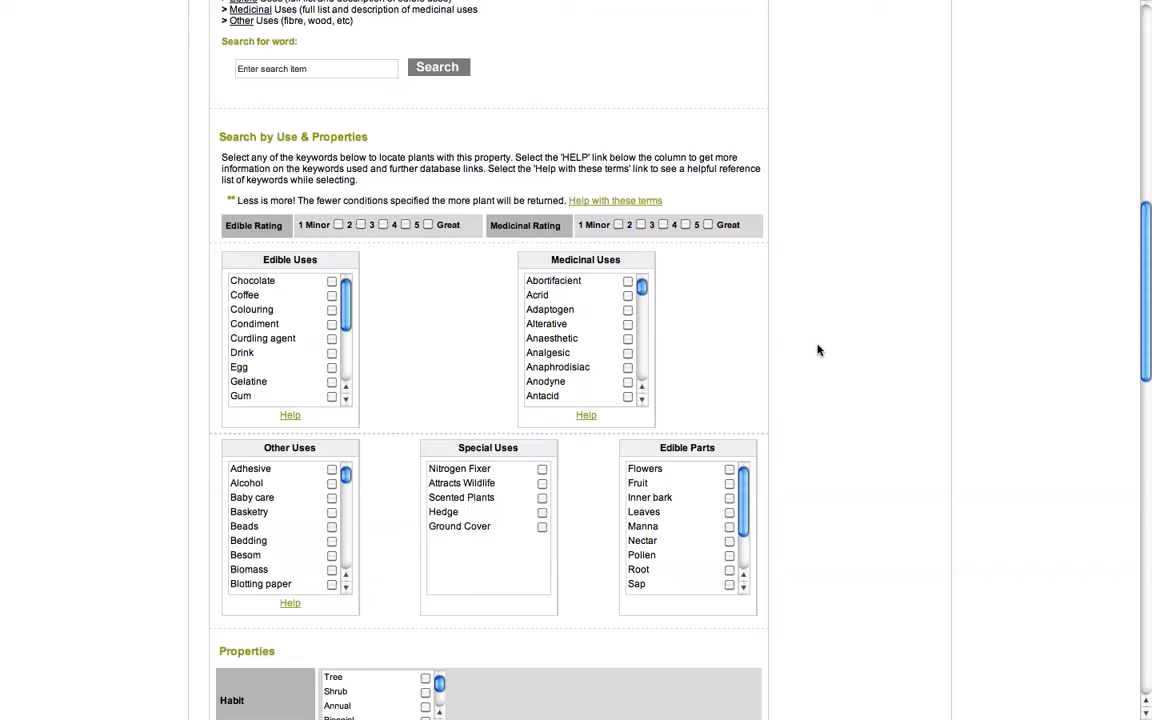 > Medicinal Uses (full list and description of medicinal uses
> Other Uses (fibre, wood, etc)
Search for word:
Enter search item
Search
Search by Use & Properties
Select any of the keywords below to locate plants with this property. Select the 'HELP' link below the column to get more
information on the keywords used and further database links. Select the 'Help with these terms' link to see a helpful reference
list of keywords while selecting.
** Less is more! The fewer conditions specified the more plant will be returned. Help with these terms
Edible Rating 1 Minor 2 3 4 5 Great Medicinal Rating 1 Minor 2 3 4 5 Great
Edible Uses
Chocolate
Coffee
Colouring
Condiment
Curdling agent
Drink
Egg
Gelatine
Gum
Help
Medicinal Uses
Abortifacient
Acrid
Adaptogen
Alterative
Anaesthetic
Analgesic
Anaphrodisiac
Anodyne
Antacid
Help
Other Uses
Adhesive
Alcohol
Baby care
Basketry
Beads
Bedding
Besom
Biomass
Blotting paper
Help
Special Uses
Nitrogen Fixer
Attracts Wildlife
Scented Plants
Hedge
Ground Cover
Edible Parts
Flowers
Fruit
Inner bark
Leaves
Manna
Nectar
Pollen
Root
Sap
Properties
Habit
Tree
Shrub
Annual